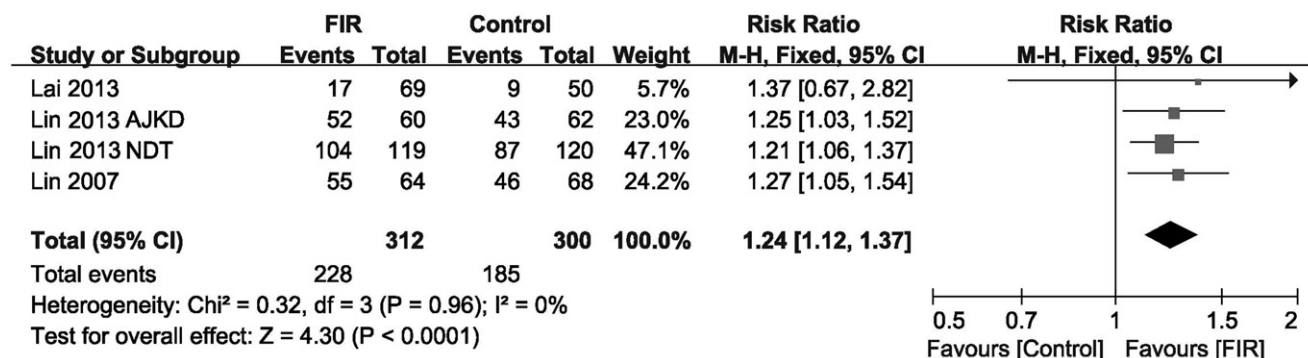 FIR Control Risk Ratio Risk Ratio
Study or Subgroup Events Total Events Total Weight M-H, Fixed, 95% CI M-H, Fixed, 95% CI
Lai 2013 17 69 9 50 5.7% 1.37 [0.67, 2.82]
Lin 2013 AJKD 52 60 43 62 23.0% 1.25 [1.03, 1.52]
Lin 2013 NDT 104 119 87 120 47.1% 1.21 [1.06, 1.37]
Lin 2007 55 64 46 68 24.2% 1.27 [1.05, 1.54]
Total (95% CI) 312 300 100.0% 1.24 [1.12, 1.37]
Total events 228 185
Heterogeneity: Chi² = 0.32, df = 3 (P = 0.96); I² = 0%
Test for overall effect: Z = 4.30 (P < 0.0001)
0.5 0.7 1 1.5 2
Favours [Control] Favours [FIR]